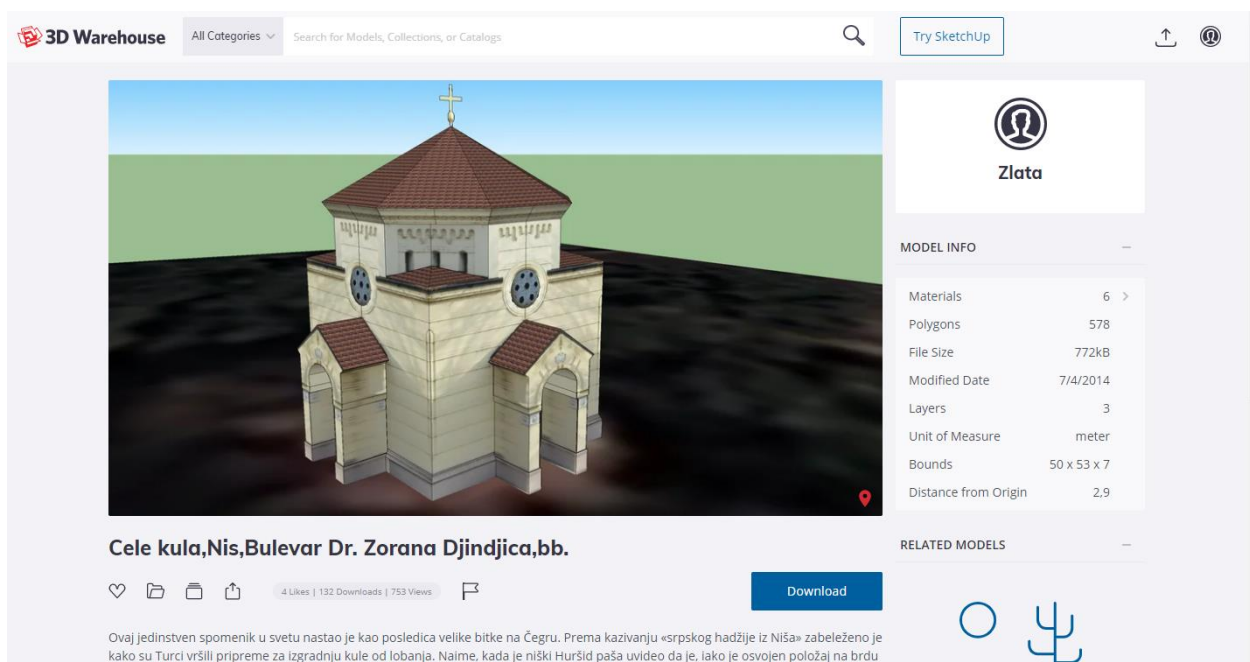 3D Warehouse
All Categories
Search for Models, Collections, or Catalogs
Try SketchUp
Zlata
MODEL INFO
Materials 6
Polygons 578
File Size 772kB
Modified Date 7/4/2014
Layers 3
Unit of Measure meter
Bounds 50 x 53 x 7
Distance from Origin 2,9
Cele kula,Nis,Bulevar Dr. Zorana Djindjica,bb.
4 Likes | 132 Downloads | 753 Views
Download
RELATED MODELS
Ovaj jedinstven spomenik u svetu nastao je kao posledica velike bitke na Čegru. Prema kazivanju «srpskog hadžije iz Niša» zabeleženo je
kako su Turci vršili pripreme za izgradnju kule od lobanja. Naime, kada je niški Huršid paša uvideo da je, iako je osvojen položaj na brdu